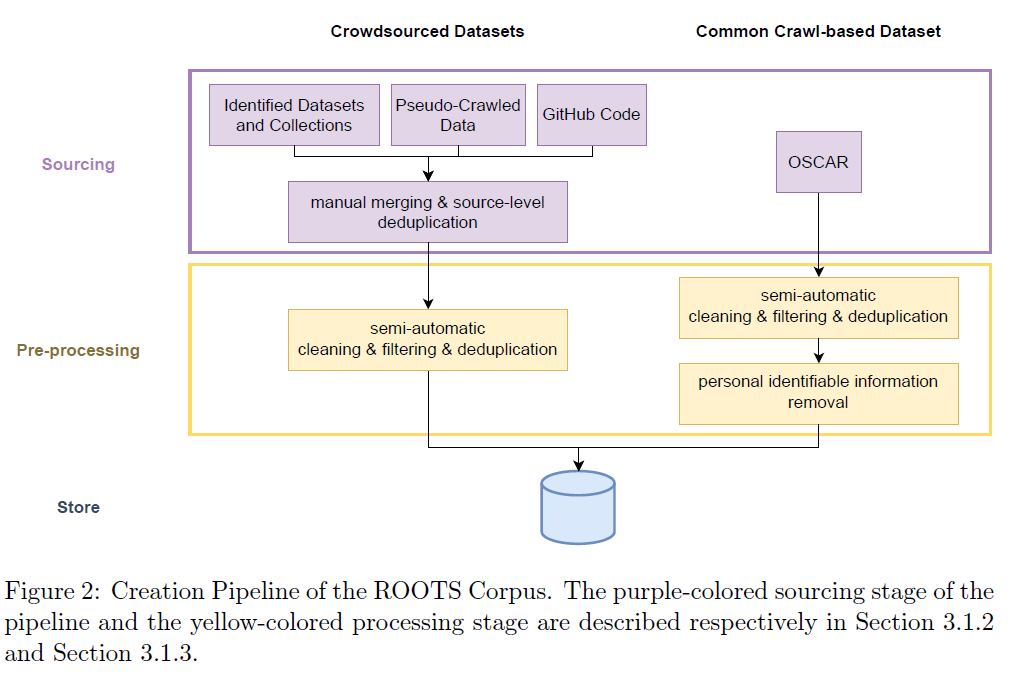 Crowdsourced Datasets
Common Crawl-based Dataset
Sourcing
Identified Datasets
and Collections
Pseudo-Crawled
Data
GitHub Code
OSCAR
manual merging & source-level
deduplication
Pre-processing
semi-automatic
cleaning & filtering & deduplication
semi-automatic
cleaning & filtering & deduplication
personal identifiable information
removal
Store
Figure 2: Creation Pipeline of the ROOTS Corpus. The purple-colored sourcing stage of the
pipeline and the yellow-colored processing stage are described respectively in Section 3.1.2
and Section 3.1.3.